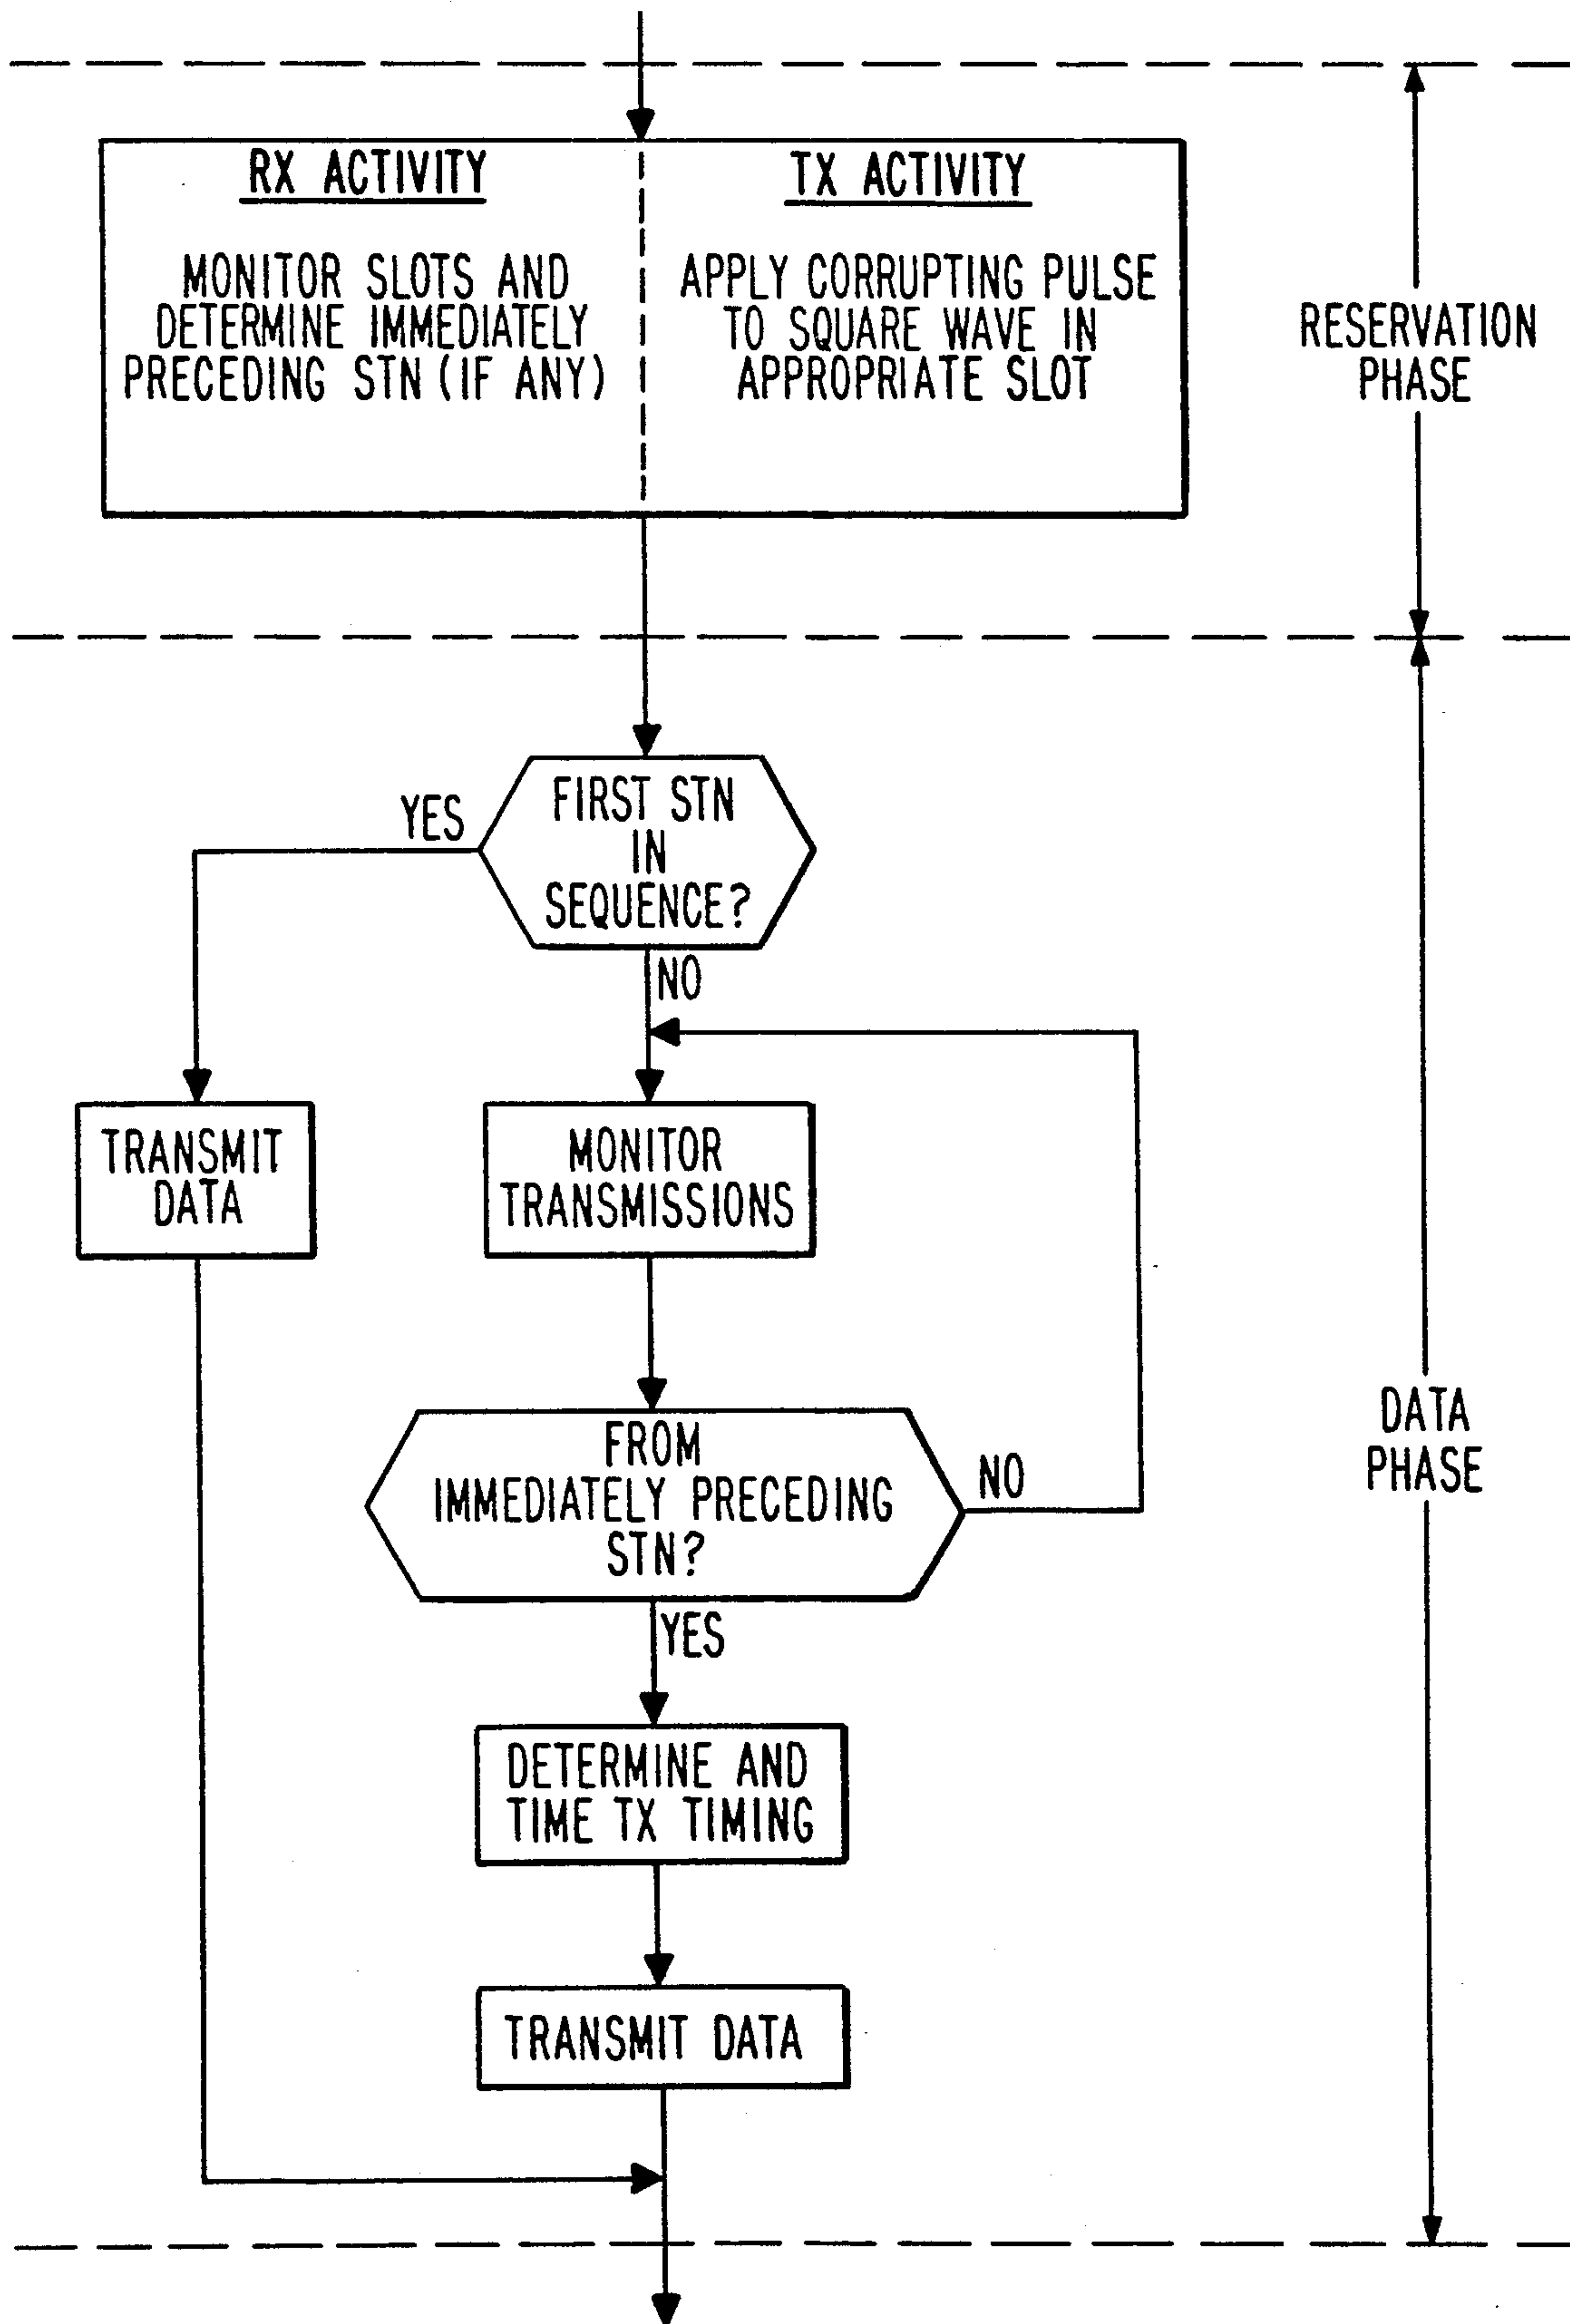 RX ACTIVITY
MONITOR SLOTS AND
DETERMINE IMMEDIATELY
PRECEDING STN (IF ANY)
TX ACTIVITY
APPLY CORRUPTING PULSE
TO SQUARE WAVE IN
APPROPRIATE SLOT
RESERVATION
PHASE
FIRST STN
IN
SEQUENCE?
YES
NO
TRANSMIT
DATA
MONITOR
TRANSMISSIONS
FROM
IMMEDIATELY PRECEDING
STN?
NO
YES
DATA
PHASE
DETERMINE AND
TIME TX TIMING
TRANSMIT DATA